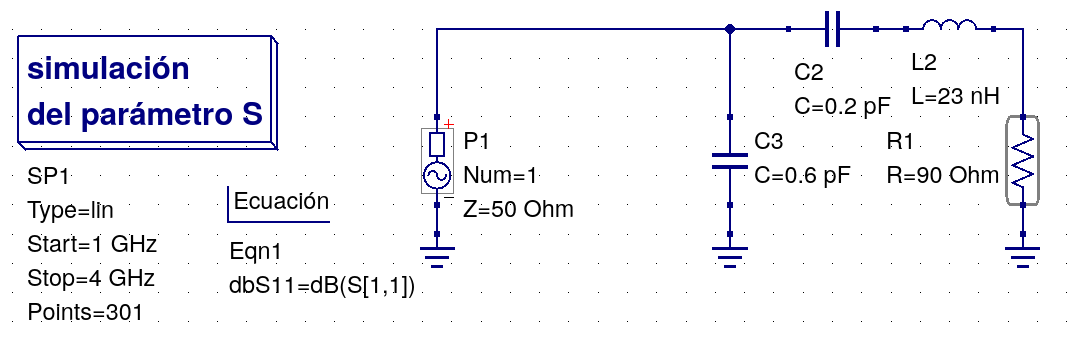 simulación
del parámetro S
SP1
Type=lin
Start=1 GHz
Stop=4 GHz
Points=301
Ecuación
Eqn1
dbS11=dB(S[1,1])
P1
Num=1
Z=50 Ohm
C3
C=0.6 pF
C2
C=0.2 pF
L2
L=23 nH
R1
R=90 Ohm